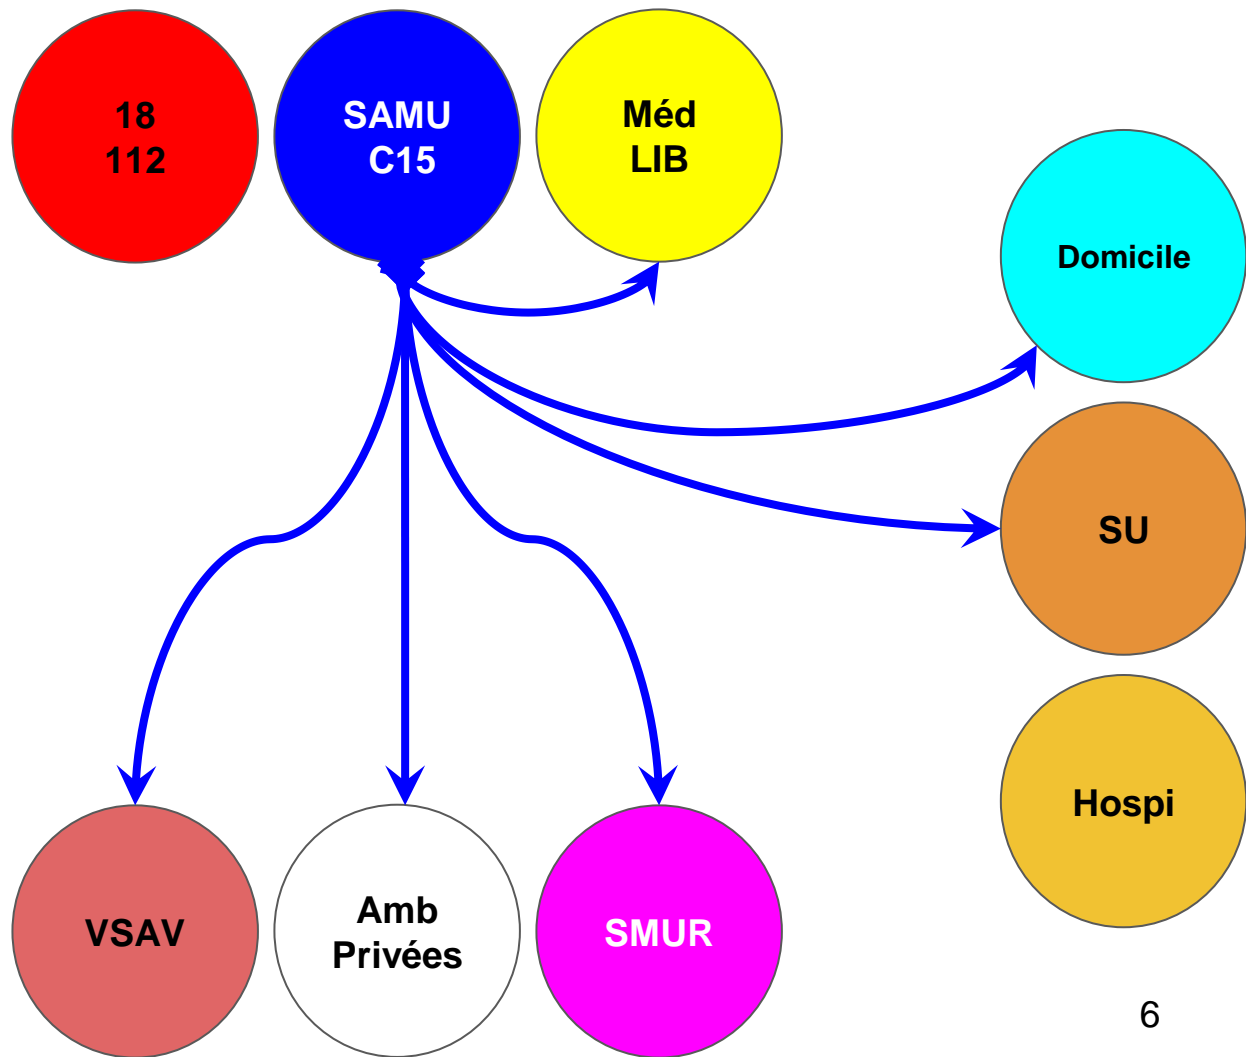 18
112
SAMU
C15
Méd
LIB
Domicile
SU
Hospi
VSAV
Amb
Privées
SMUR
6